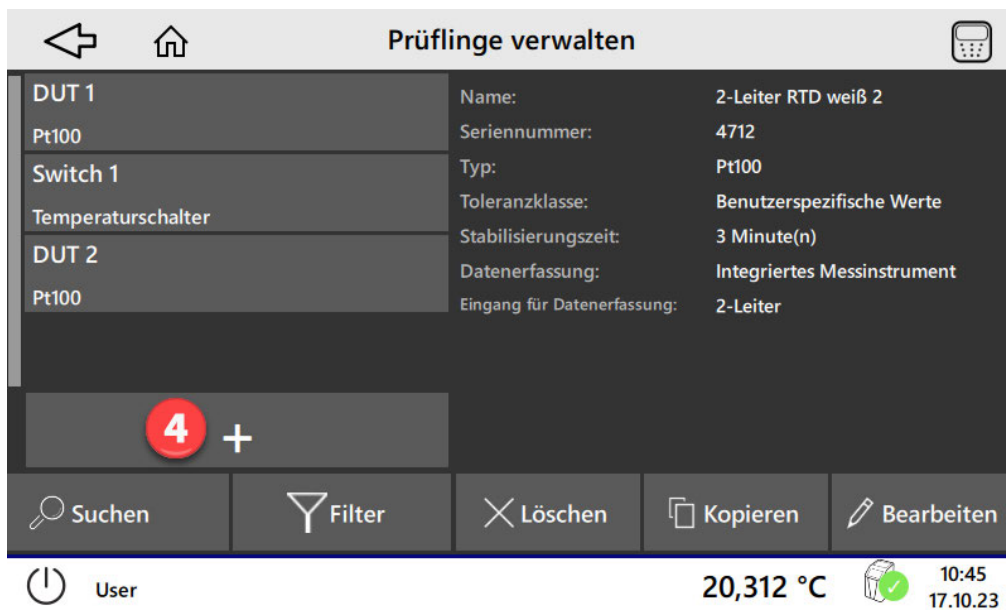 Prüflinge verwalten
DUT 1
Pt100
Switch 1
Temperaturschalter
DUT 2
Pt100
Name: 2-Leiter RTD weiß 2
Seriennummer: 4712
Typ: Pt100
Toleranzklasse: Benutzerspezifische Werte
Stabilisierungszeit: 3 Minute(n)
Datenerfassung: Integriertes Messinstrument
Eingang für Datenerfassung: 2-Leiter
4 +
Suchen Filter Löschen Kopieren Bearbeiten
User 20,312 °C 10:45
17.10.23